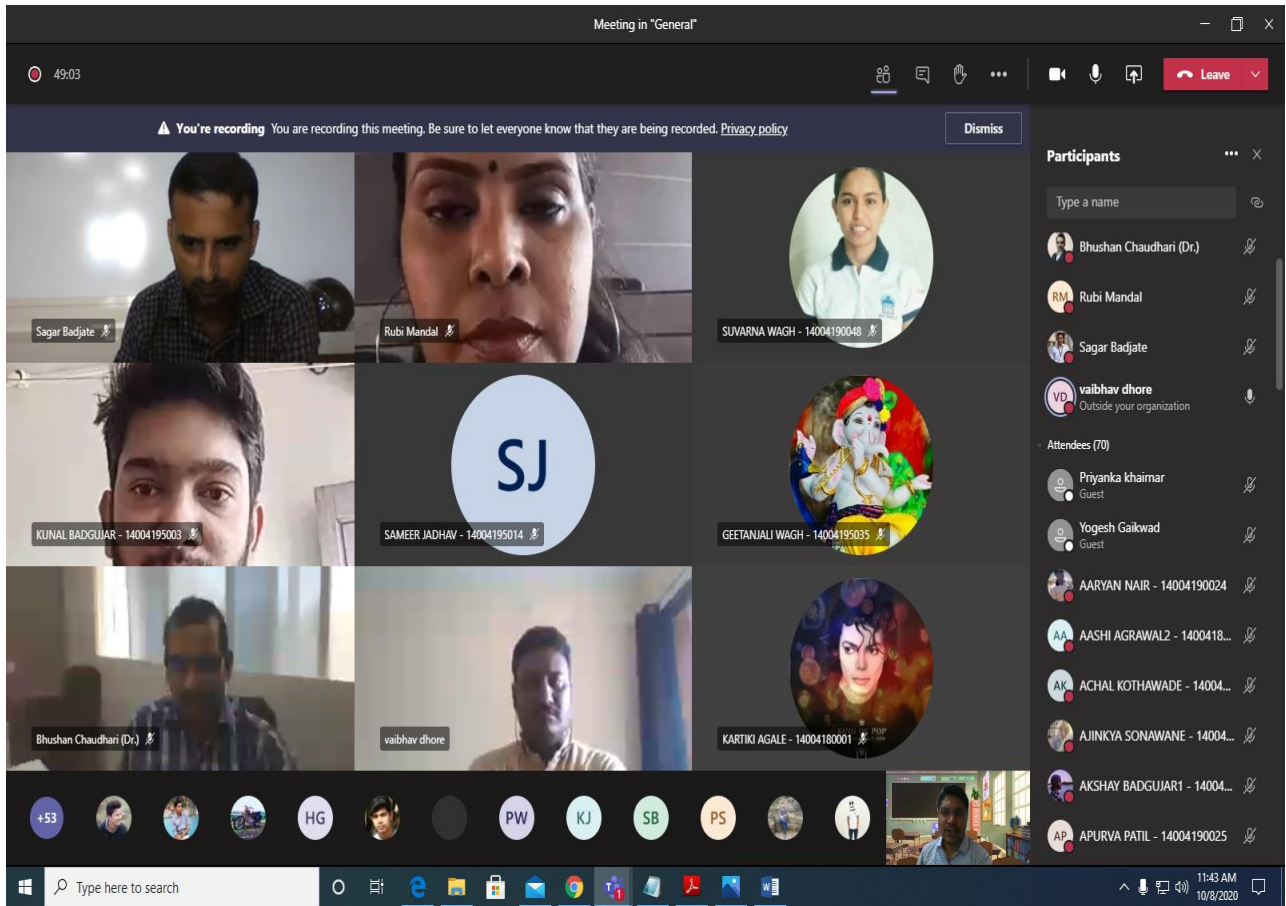 Meeting in "General"
49:03
Leave
You're recording You are recording this meeting. Be sure to let everyone know that they are being recorded. Privacy policy
Dismiss
Sagar Badjate
Rubi Mandal
SUVARNA WAGH - 14004190048
KUNAL BADGUJAR - 14004195003
SJ
SAMEER JADHAV - 14004195014
GEETANJALI WAGH - 14004195035
Bhushan Chaudhari (Dr.)
vaibhav dhore
KING OF POP
KARTIKI AGALE - 14004180001
+53
HG
PW
KJ
SB
PS
Participants
Type a name
Bhushan Chaudhari (Dr.)
RM Rubi Mandal
Sagar Badjate
VD vaibhav dhore
Outside your organization
Attendees (70)
Priyanka khairnar
Guest
Yogesh Gaikwad
Guest
AARYAN NAIR - 14004190024
AA AASHI AGRAWAL2 - 1400418...
AK ACHAL KOTHAWADE - 14004...
AJINKYA SONAWANE - 14004...
AKSHAY BADGUJAR1 - 14004...
AP APURVA PATIL - 14004190025
Type here to search
1
11:43 AM
10/8/2020